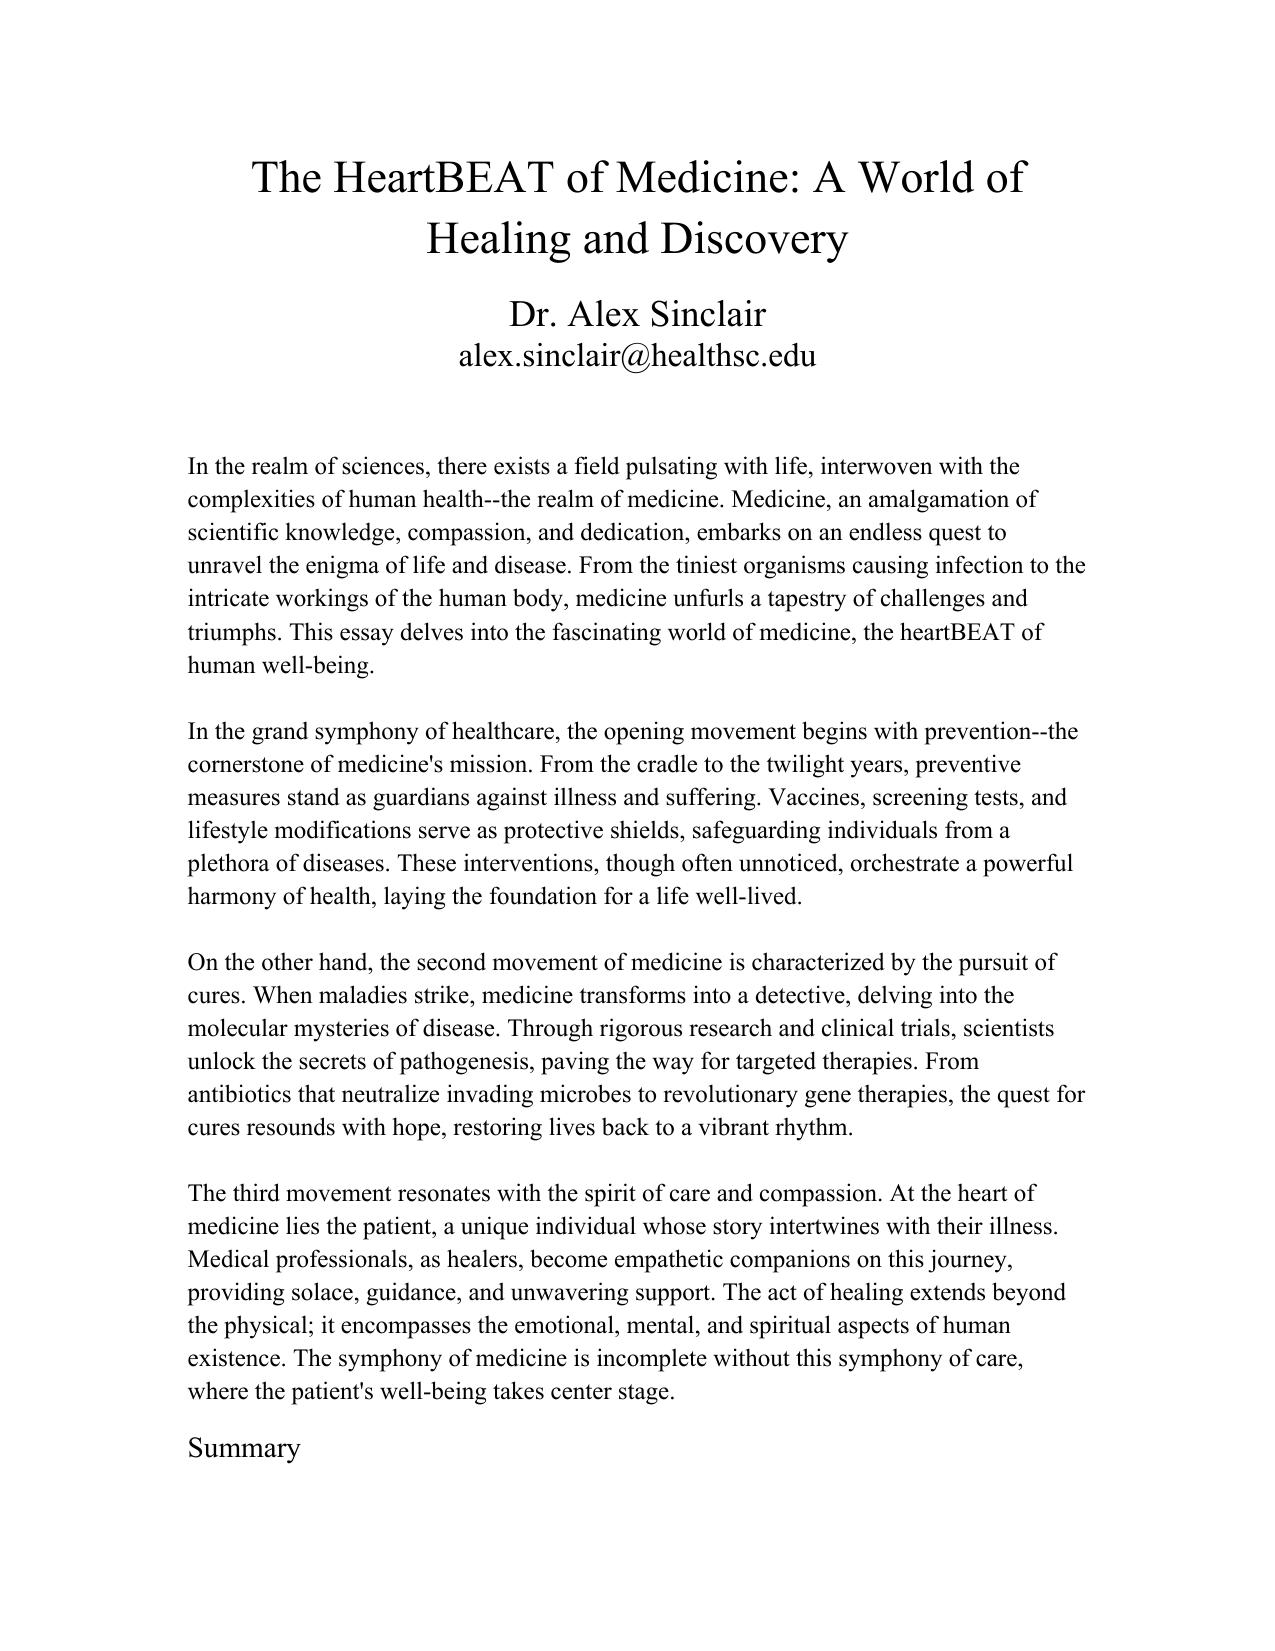 The HeartBEAT of Medicine: A World of
Healing and Discovery
Dr. Alex Sinclair
alex.sinclair@healthsc.edu
In the realm of sciences, there exists a field pulsating with life, interwoven with the
complexities of human health--the realm of medicine. Medicine, an amalgamation of
scientific knowledge, compassion, and dedication, embarks on an endless quest to
unravel the enigma of life and disease. From the tiniest organisms causing infection to the
intricate workings of the human body, medicine unfurls a tapestry of challenges and
triumphs. This essay delves into the fascinating world of medicine, the heartBEAT of
human well-being.
In the grand symphony of healthcare, the opening movement begins with prevention--the
cornerstone of medicine's mission. From the cradle to the twilight years, preventive
measures stand as guardians against illness and suffering. Vaccines, screening tests, and
lifestyle modifications serve as protective shields, safeguarding individuals from a
plethora of diseases. These interventions, though often unnoticed, orchestrate a powerful
harmony of health, laying the foundation for a life well-lived.
On the other hand, the second movement of medicine is characterized by the pursuit of
cures. When maladies strike, medicine transforms into a detective, delving into the
molecular mysteries of disease. Through rigorous research and clinical trials, scientists
unlock the secrets of pathogenesis, paving the way for targeted therapies. From
antibiotics that neutralize invading microbes to revolutionary gene therapies, the quest for
cures resounds with hope, restoring lives back to a vibrant rhythm.
The third movement resonates with the spirit of care and compassion. At the heart of
medicine lies the patient, a unique individual whose story intertwines with their illness.
Medical professionals, as healers, become empathetic companions on this journey,
providing solace, guidance, and unwavering support. The act of healing extends beyond
the physical; it encompasses the emotional, mental, and spiritual aspects of human
existence. The symphony of medicine is incomplete without this symphony of care,
where the patient's well-being takes center stage.
Summary